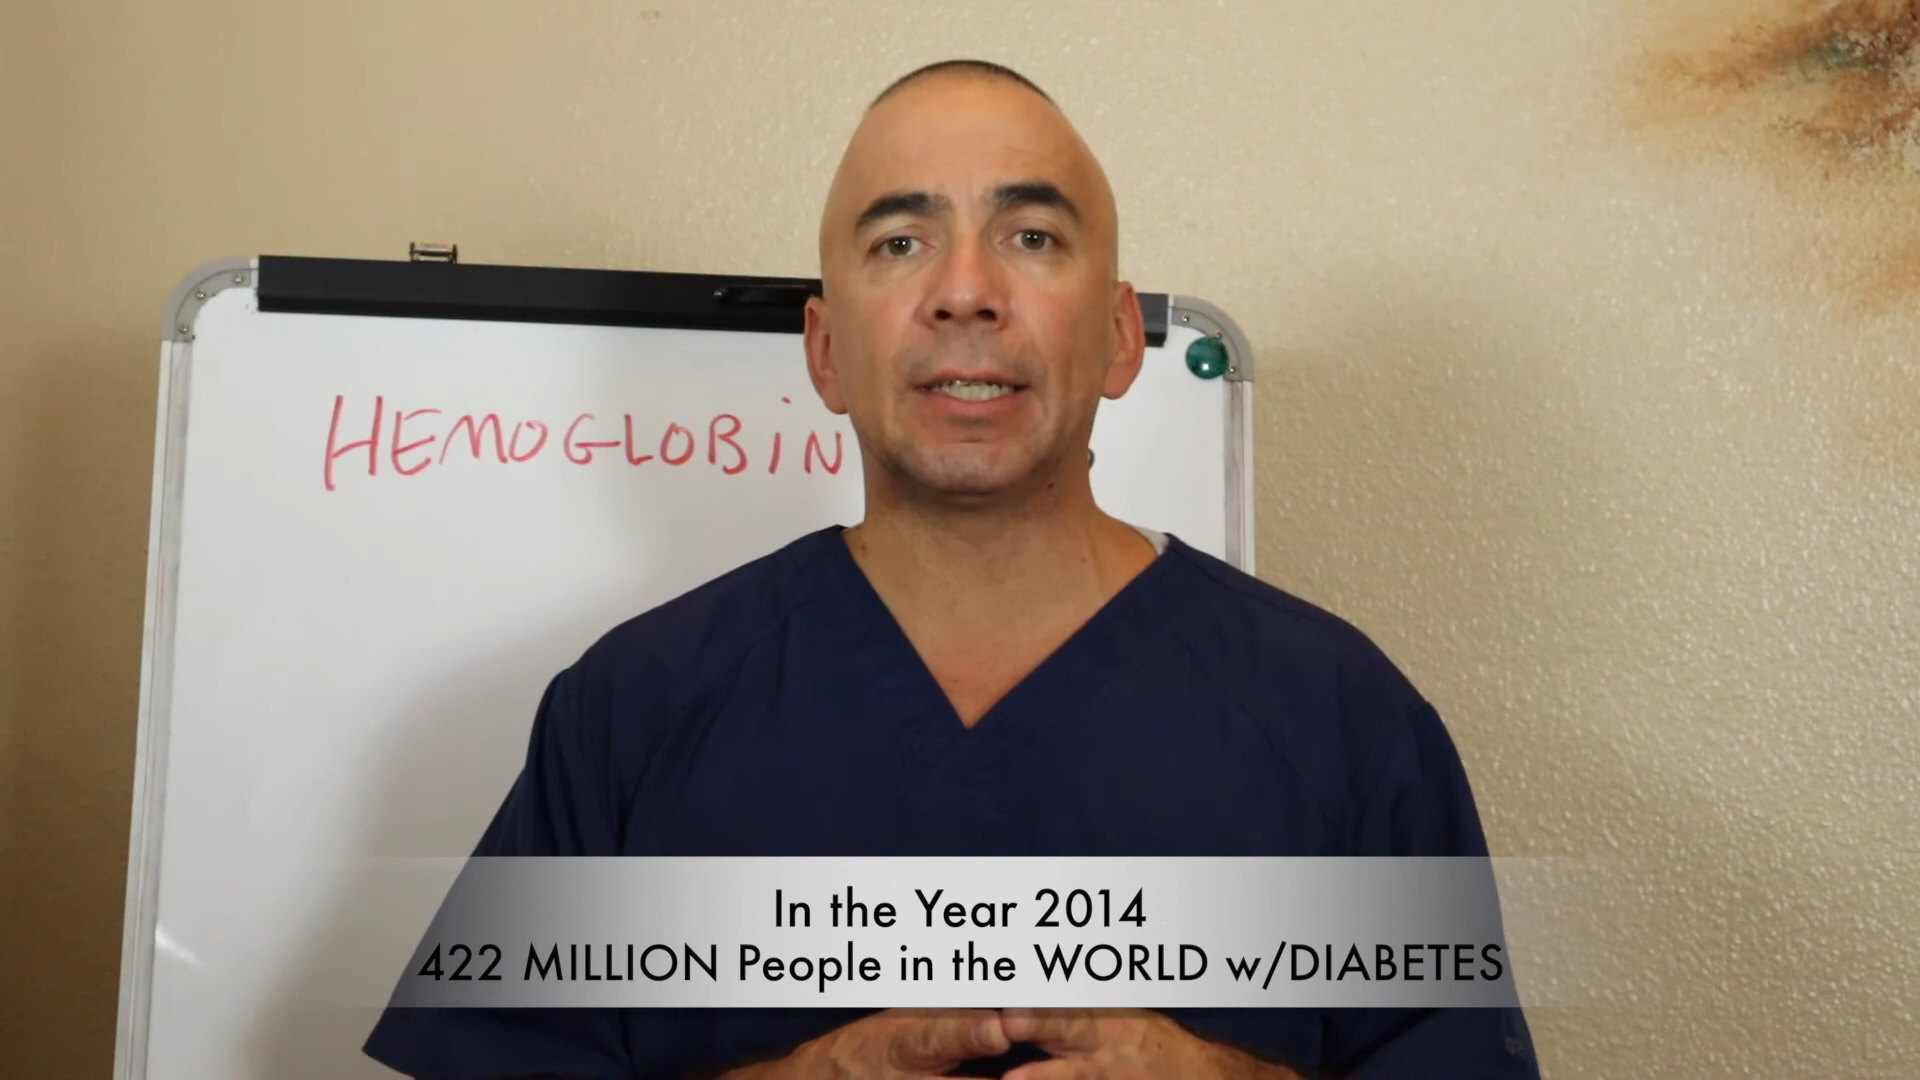 HEMOGLOBiN
In the Year 2014
422 MILLION People in the WORLD w/DIABETES